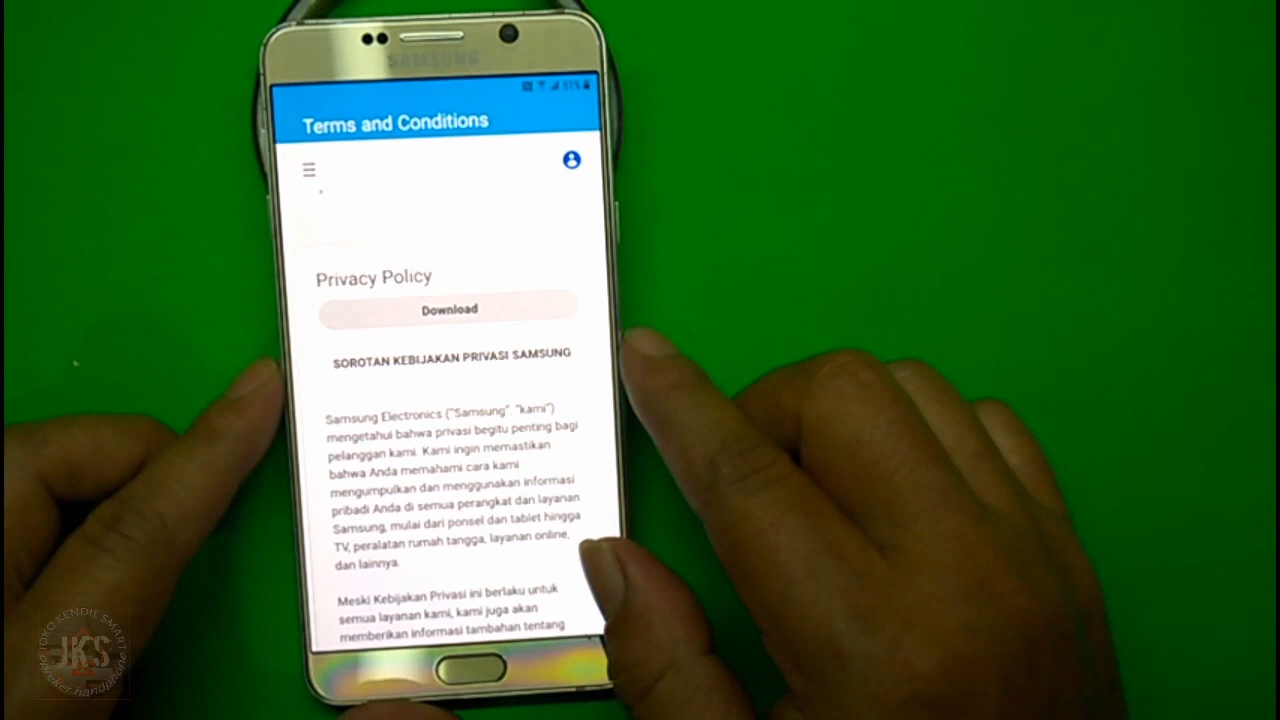 SAMSUNG
51%
Terms and Conditions
Privacy Policy
Download
SOROTAN KEBIJAKAN PRIVASI SAMSUNG
Samsung Electronics ("Samsung". "kami")
mengetahui bahwa privasi begitu penting bagi
pelanggan kami. Kami ingin memastikan
bahwa Anda memahami cara kami
mengumpulkan dan menggunakan informasi
pribadi Anda di semua perangkat dan layanan
Samsung, mulai dari ponsel dan tablet hingga
TV, peralatan rumah tangga, layanan online,
dan lainnya.
Meski Kebijakan Privasi ini berlaku untuk
semua layanan kami, kami juga akan
memberikan informasi tambahan tentang
JOKO KENDIL SMART
JKS
handphone